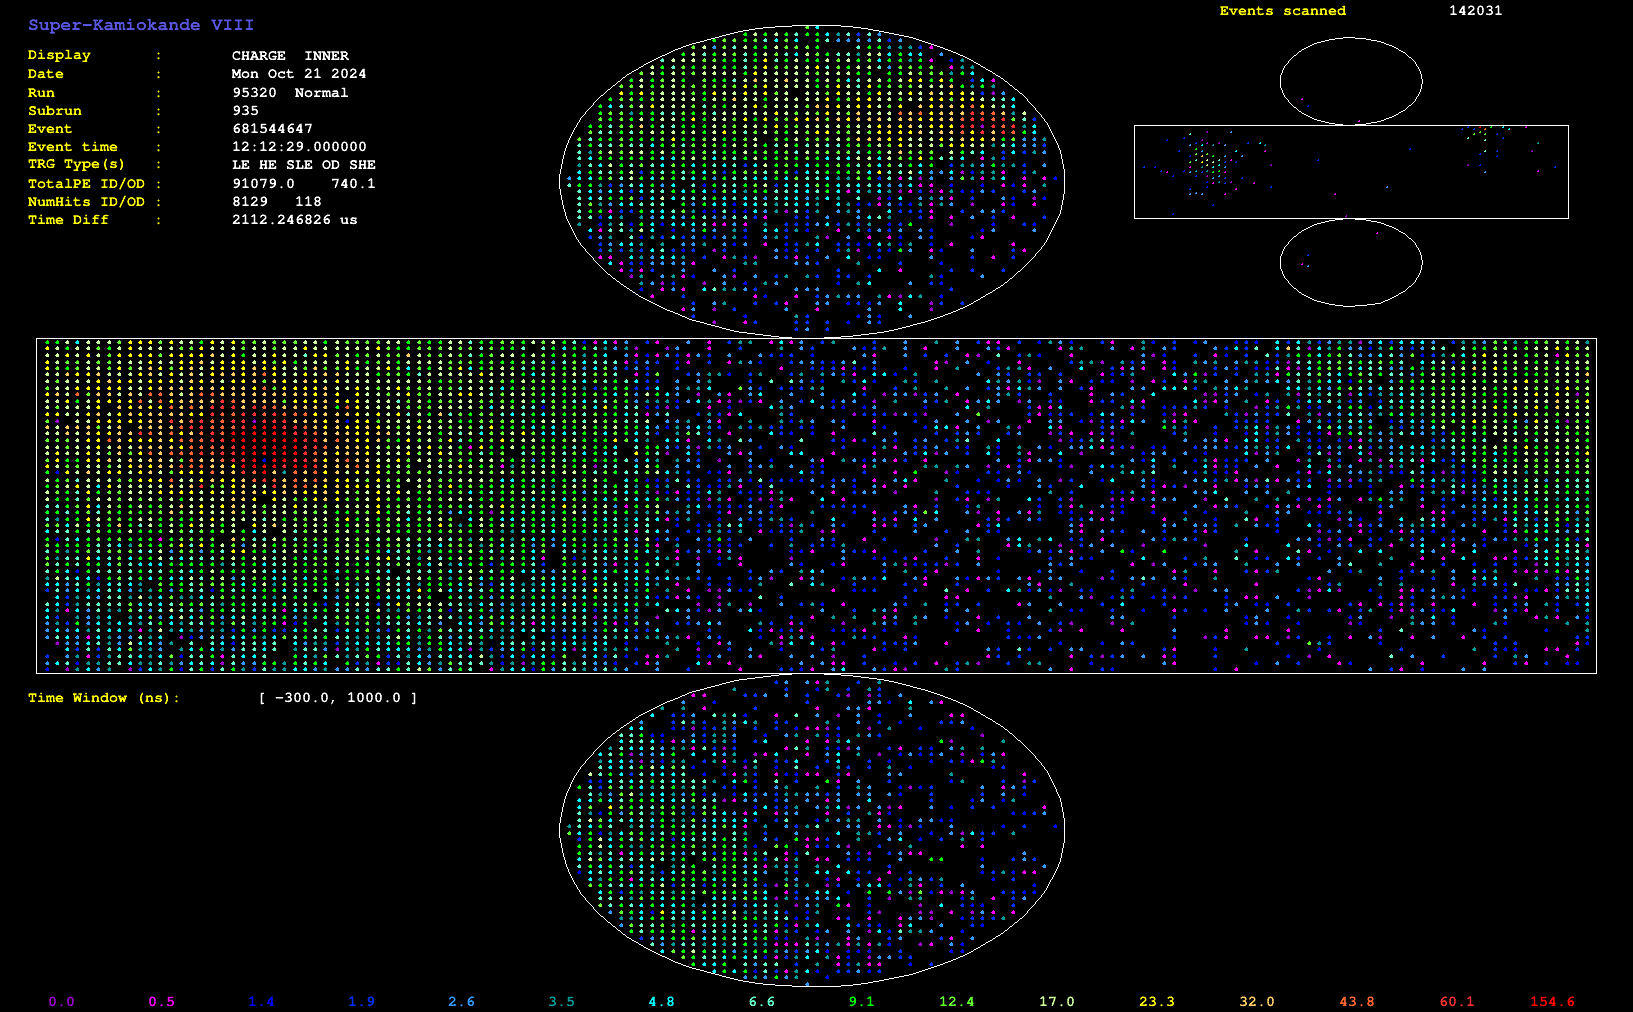 Super-Kamiokande VIII
Events scanned 142031
Display : CHARGE INNER
Date : Mon Oct 21 2024
Run : 95320 Normal
Subrun : 935
Event : 681544647
Event time : 12:12:29.000000
TRG Type(s) : LE HE SLE OD SHE
TotalPE ID/OD : 91079.0 740.1
NumHits ID/OD : 8129 118
Time Diff : 2112.246826 us
Time Window (ns): [ -300.0, 1000.0 ]
0.0 0.5 1.4 1.9 2.6 3.5 4.8 6.6 9.1 12.4 17.0 23.3 32.0 43.8 60.1 154.6